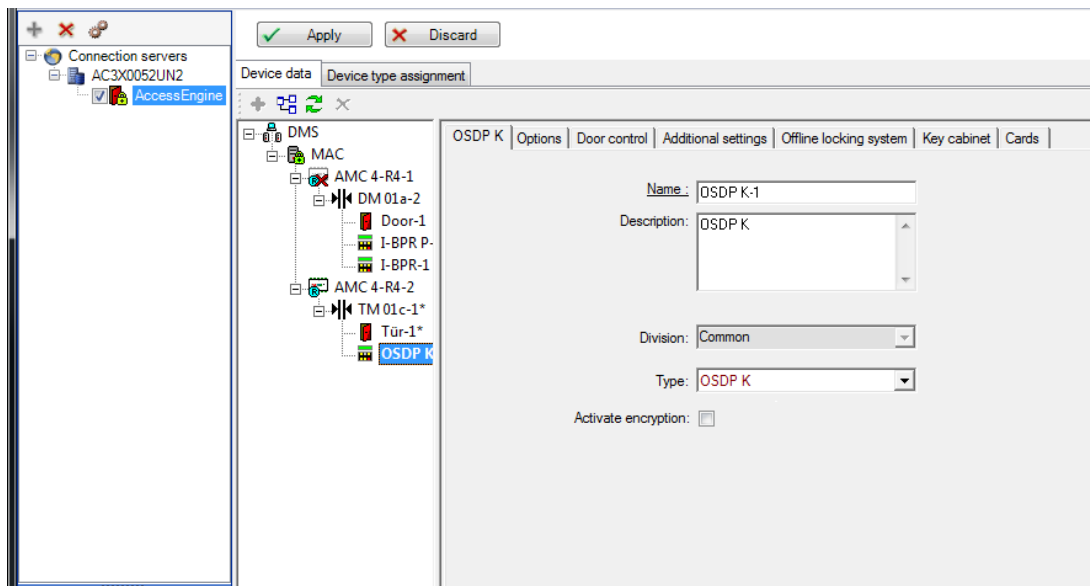 Apply
Discard
Connection servers
AC3X0052UN2
AccessEngine
Device data
Device type assignment
DMS
MAC
AMC 4-R4-1
DM 01a-2
Door-1
I-BPR P-
I-BPR-1
AMC 4-R4-2
TM 01c-1*
Tür-1*
OSDP K
OSDP K
Options
Door control
Additional settings
Offline locking system
Key cabinet
Cards
Name :
OSDP K-1
Description:
OSDP K
Division:
Common
Type:
OSDP K
Activate encryption: